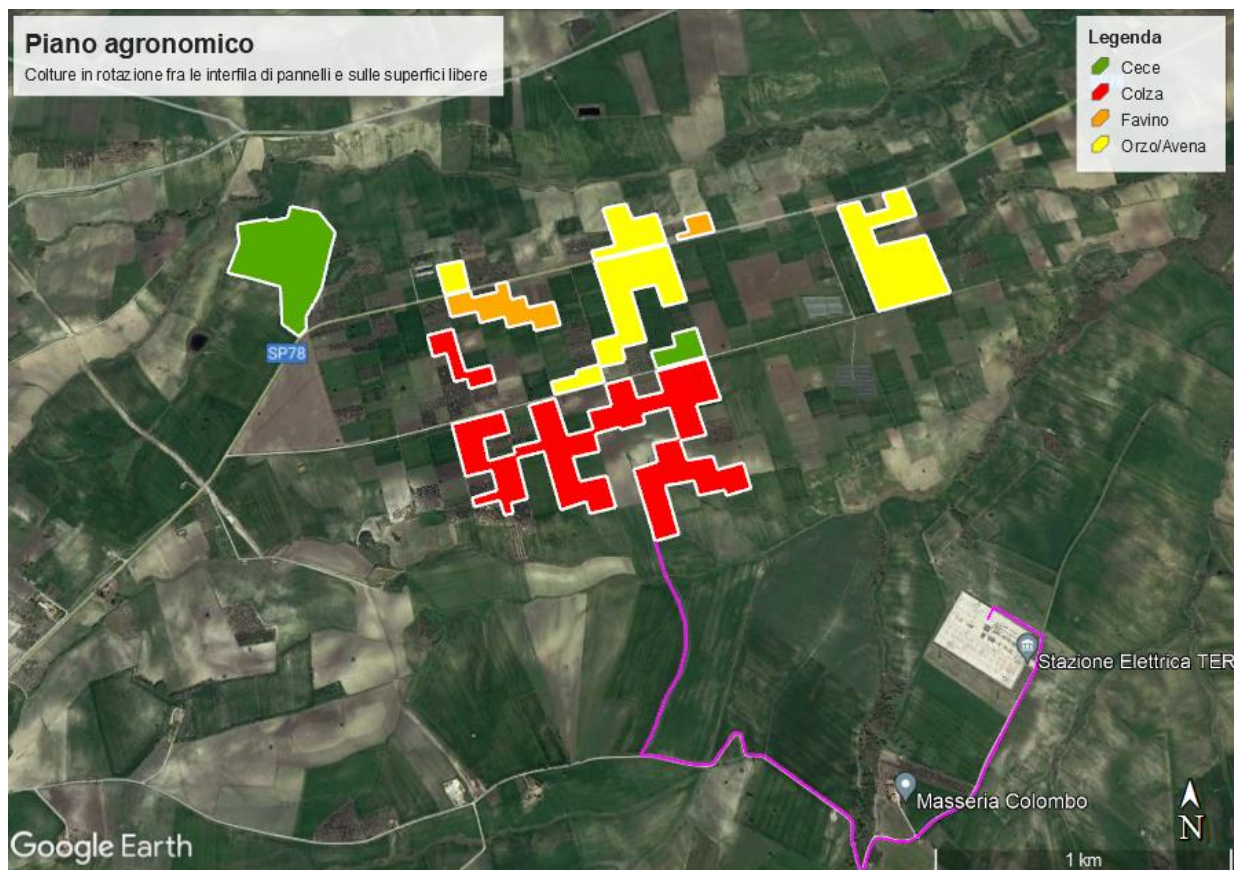 Piano agronomico
Colture in rotazione fra le interfila di pannelli e sulle superfici libere
Legenda
Cece
Colza
Favino
Orzo/Avena
SP78
Stazione Elettrica TER
Masseria Colombo
N
Google Earth
1 km